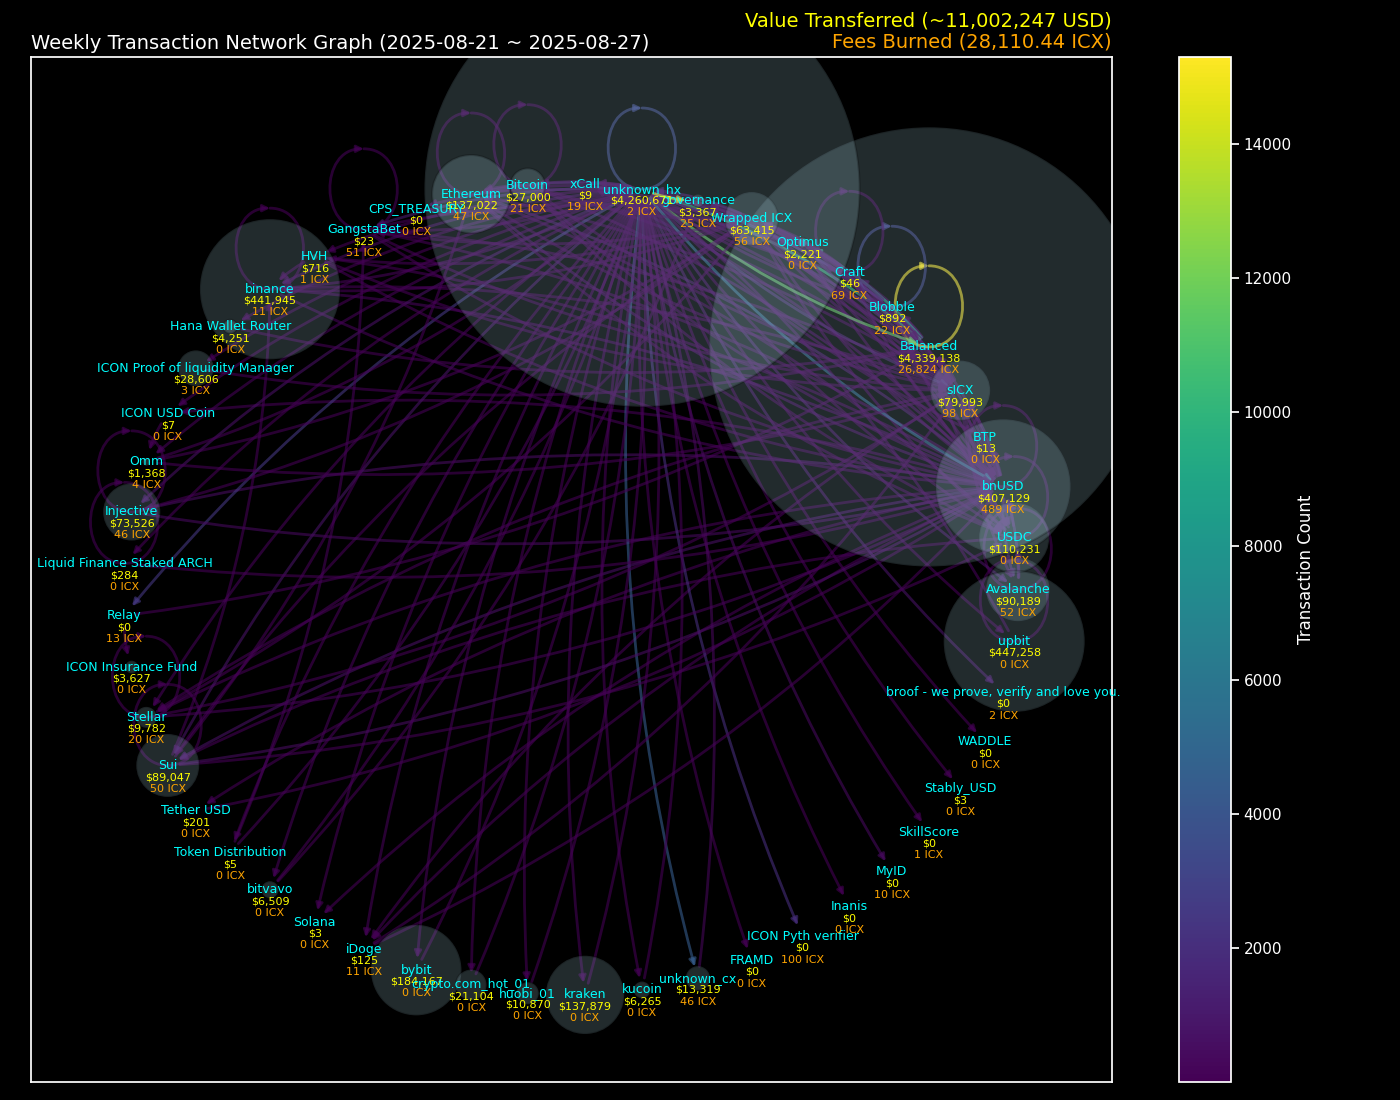 Value Transferred (~11,002,247 USD)
Weekly Transaction Network Graph (2025-08-21 ~ 2025-08-27)
Fees Burned (28,110.44 ICX)
unknown_hx
$4,260,671
2 ICX
xCall
$9
19 ICX
Bitcoin
$27,000
21 ICX
Ethereum
$137,022
47 ICX
CPS_TREASURY
$0
0 ICX
GangstaBet
$23
51 ICX
HVH
$716
1 ICX
binance
$441,945
11 ICX
Hana Wallet Router
$4,251
0 ICX
ICON Proof of liquidity Manager
$28,606
3 ICX
ICON USD Coin
$7
0 ICX
Omm
$1,368
4 ICX
Injective
$73,526
46 ICX
Liquid Finance Staked ARCH
$284
0 ICX
Relay
$0
13 ICX
ICON Insurance Fund
$3,627
0 ICX
Stellar
$9,782
20 ICX
Sui
$89,047
50 ICX
Tether USD
$201
0 ICX
Token Distribution
$5
0 ICX
bitvavo
$6,509
0 ICX
Solana
$3
0 ICX
iDoge
$125
11 ICX
bybit
$184,167
0 ICX
crypto.com_hot_01
$21,104
0 ICX
huobi_01
$10,870
0 ICX
kraken
$137,879
0 ICX
kucoin
$6,265
0 ICX
unknown_cx
$13,319
46 ICX
FRAMD
$0
0 ICX
ICON Pyth verifier
$0
100 ICX
Inanis
$0
0 ICX
MyID
$0
10 ICX
SkillScore
$0
1 ICX
Stably_USD
$3
0 ICX
WADDLE
$0
0 ICX
broof - we prove, verify and love you.
$0
2 ICX
upbit
$447,258
0 ICX
Avalanche
$90,189
52 ICX
USDC
$110,231
0 ICX
bnUSD
$407,129
489 ICX
BTP
$13
0 ICX
sICX
$79,993
98 ICX
Balanced
$4,339,138
26,824 ICX
Blobble
$892
22 ICX
Craft
$46
69 ICX
Optimus
$2,221
0 ICX
Wrapped ICX
$63,415
56 ICX
governance
$3,367
25 ICX
14000
12000
10000
8000
6000
4000
2000
Transaction Count